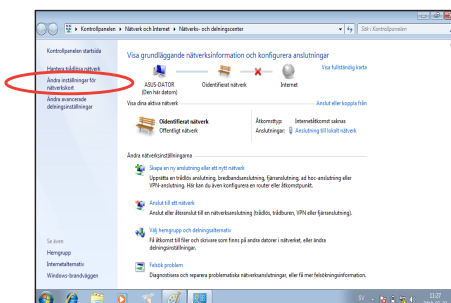 Kontrollpanelen ▸ Nätverk och Internet ▸ Nätverks- och delningscenter
Sök i Kontrollpanelen
Kontrollpanelen startsida
Hantera trådlösa nätverk
Ändra inställningar för
nätverkskort
Ändra avancerade
delningsinställningar
Visa grundläggande nätverksinformation och konfigurera anslutningar
Visa fullständig karta
ASUS-DATOR
(Den här datorn)
Oidentifierat nätverk
Internet
Visa dina aktiva nätverk
Anslut eller koppla från
Oidentifierat nätverk
Offentligt nätverk
Åtkomsttyp: Internetåtkomst saknas
Anslutningar: Anslutning till lokalt nätverk
Ändra nätverksinställningarna
Skapa en ny anslutning eller ett nytt nätverk
Upprätta en trådlös anslutning, bredbandsanslutning, fjärranslutning, ad hoc-anslutning eller
VPN-anslutning. Här kan du även konfigurera en router eller åtkomstpunkt.
Anslut till ett nätverk
Anslut eller återanslut till en nätverksanslutning (trådlös, trådburen, VPN eller fjärranslutning).
Välj hemgrupp och delningsalternativ
Få åtkomst till filer och skrivare som finns på andra datorer i nätverket, eller ändra
delningsinställningar.
Felsök problem
Diagnostisera och reparera problematiska nätverksanslutningar, eller få mer felsökningsinformation.
Se även
Hemgrupp
Internetalternativ
Windows-brandväggen
SV
11:27